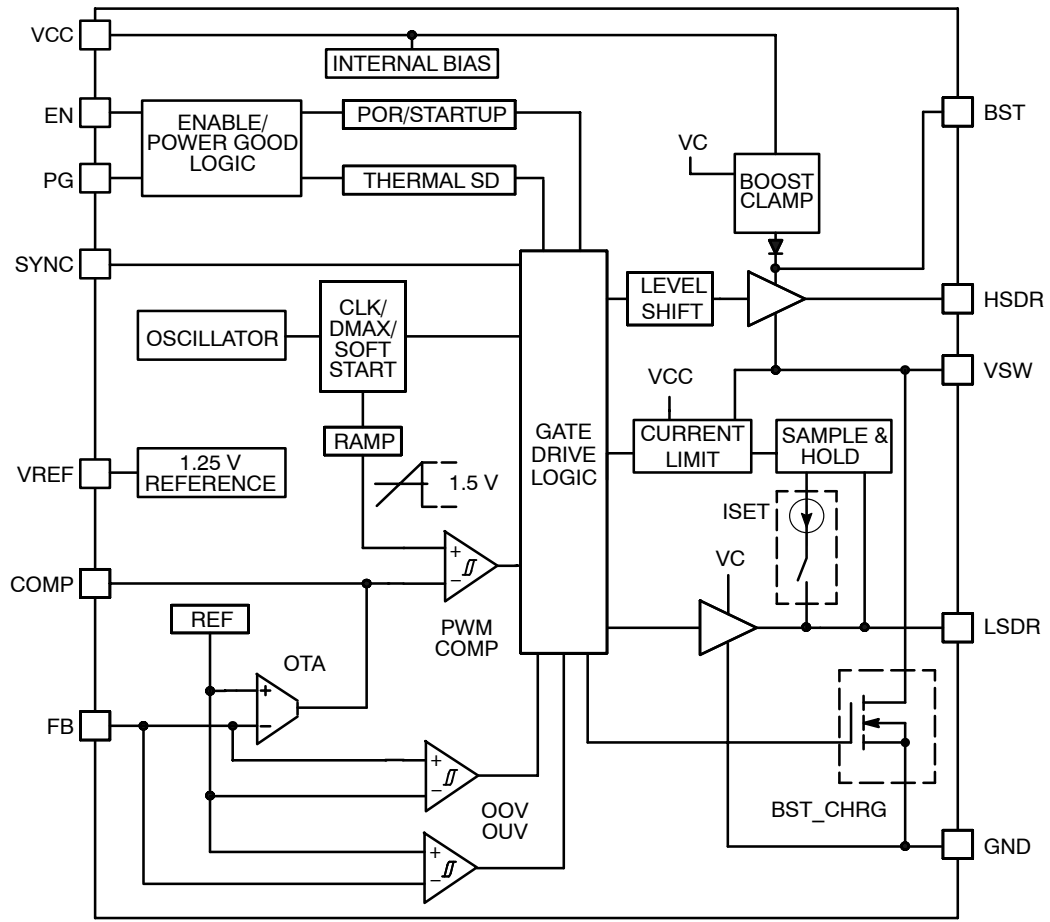 VCC
INTERNAL BIAS
EN
ENABLE/
POWER GOOD
LOGIC
POR/STARTUP
BST
VC
BOOST
CLAMP
PG
THERMAL SD
SYNC
CLK/
DMAX/
SOFT
START
OSCILLATOR
LEVEL
SHIFT
HSDR
VSW
VCC
GATE
DRIVE
LOGIC
CURRENT
LIMIT
SAMPLE &
HOLD
RAMP
1.5 V
VREF
1.25 V
REFERENCE
ISET
+
−
PWM
COMP
COMP
VC
REF
LSDR
OTA
+
−
FB
+
−
OOV
OUV
+
−
BST_CHRG
GND